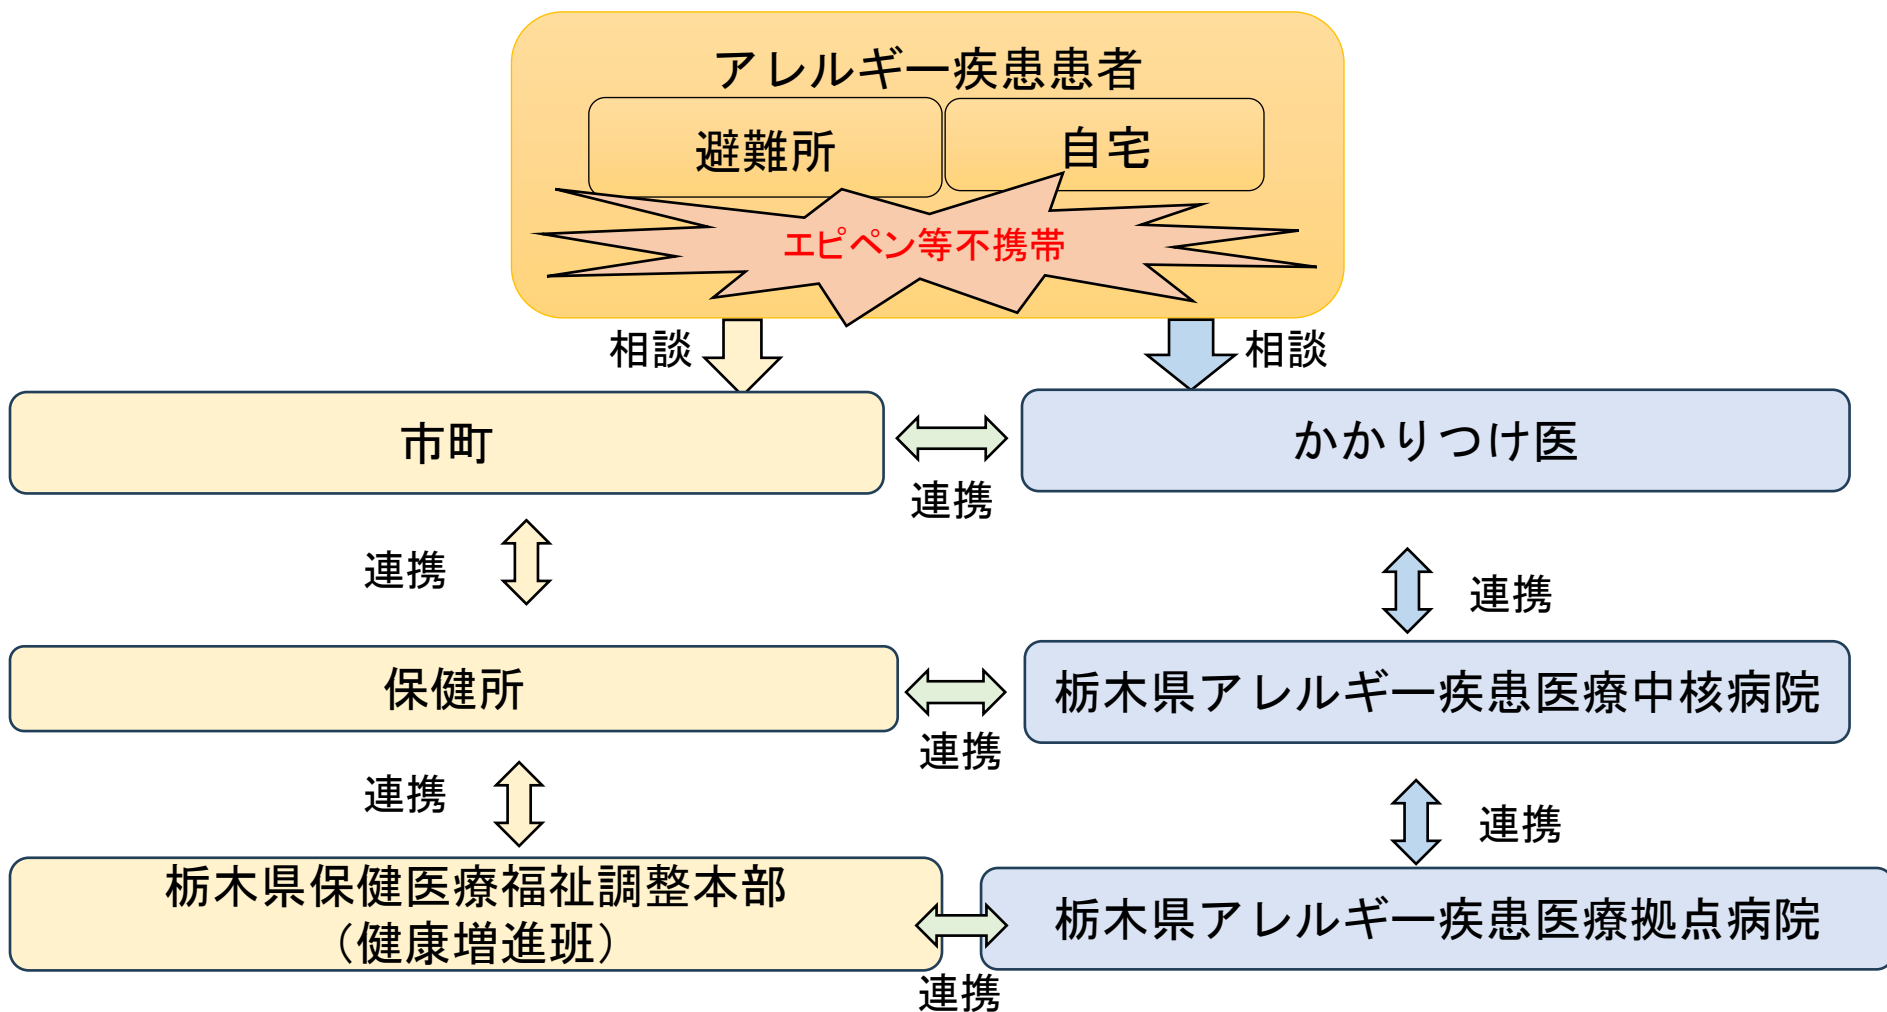 アレルギー疾患患者
避難所
自宅
エピペン等不携帯
相談
相談
市町
かかりつけ医
連携
連携
連携
保健所
栃木県アレルギー疾患医療中核病院
連携
連携
連携
栃木県保健医療福祉調整本部
（健康増進班）
栃木県アレルギー疾患医療拠点病院
連携